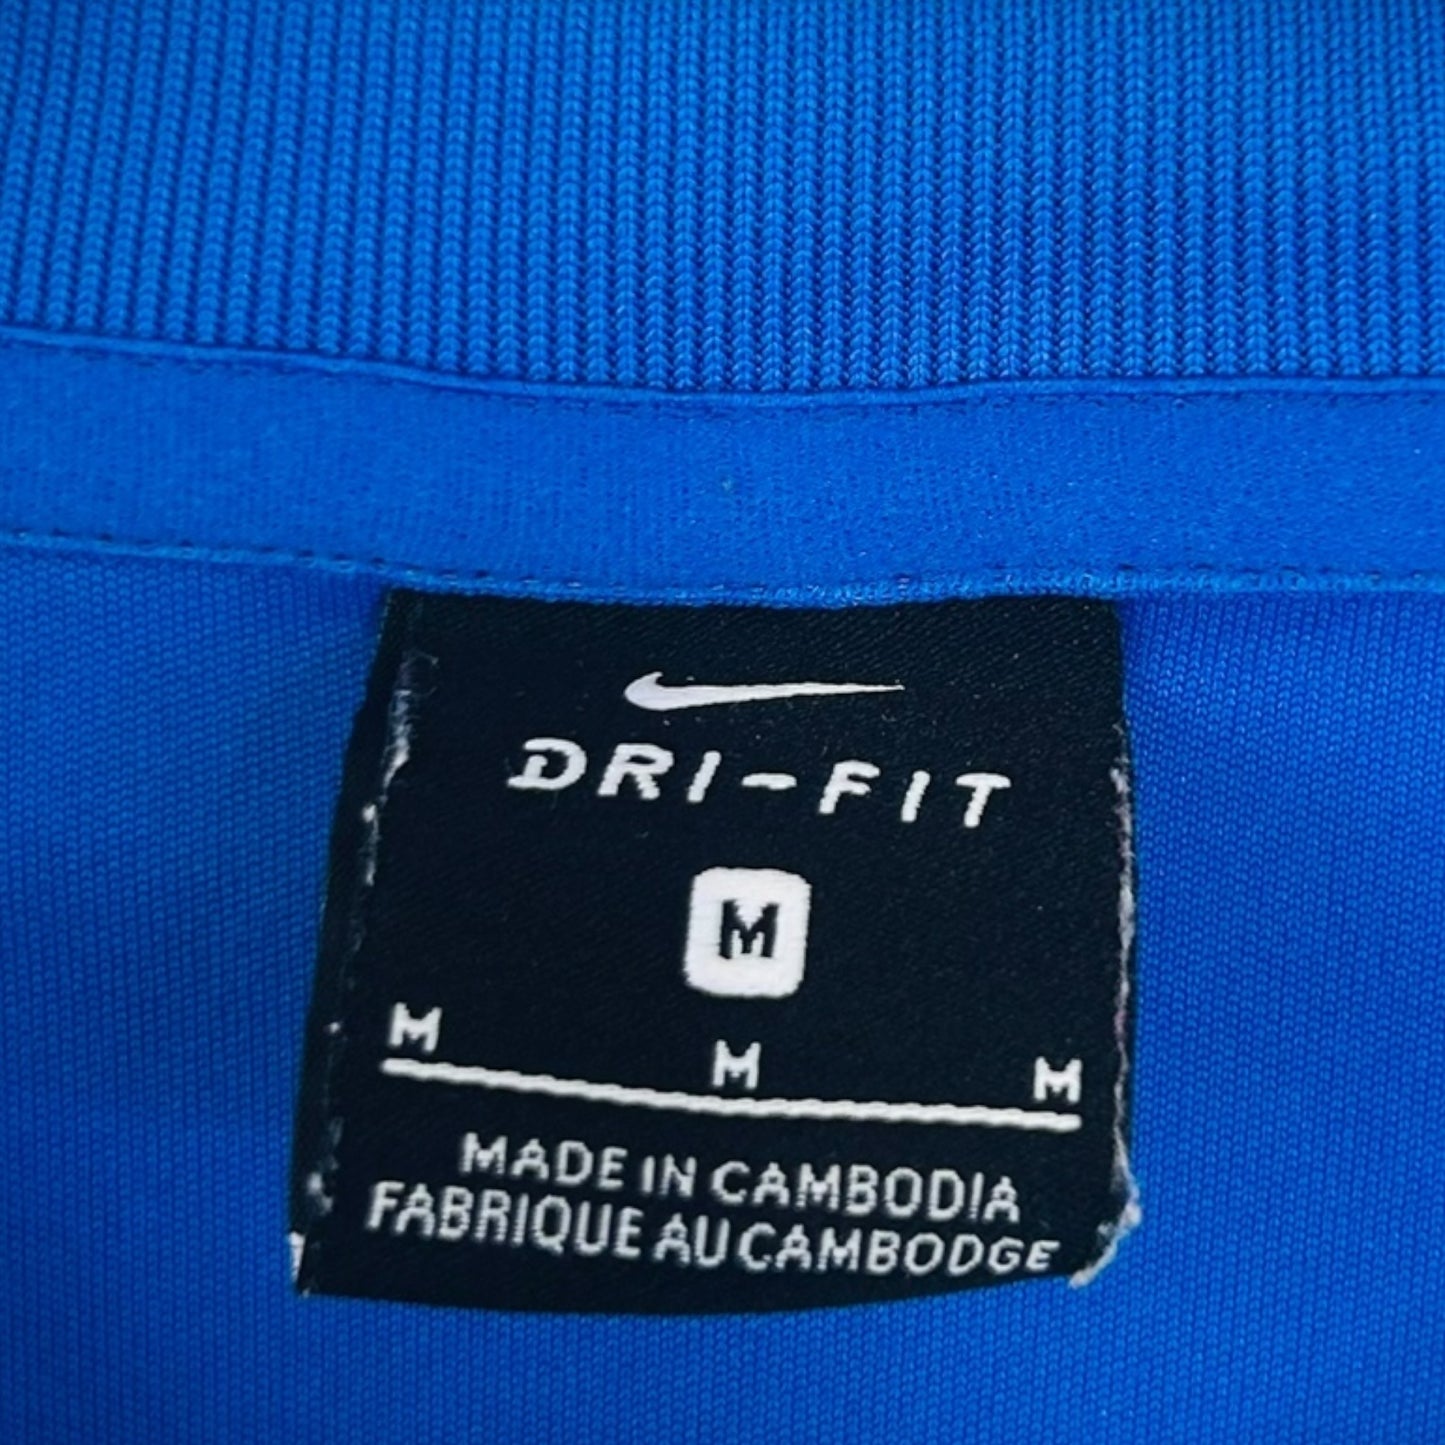 DRI-FIT
M
M M M
MADE IN CAMBODIA
FABRIQUE AU CAMBODGE